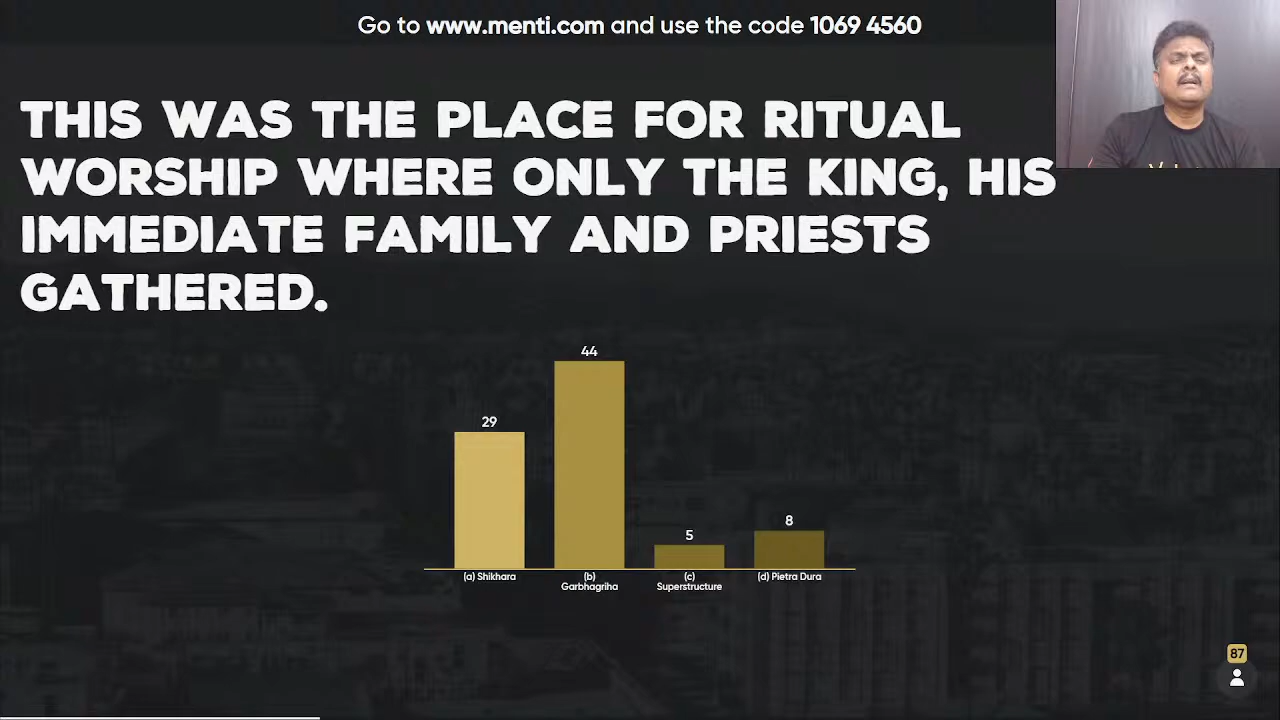 Go to www.menti.com and use the code 1069 4560
THIS WAS THE PLACE FOR RITUAL
WORSHIP WHERE ONLY THE KING, HIS
IMMEDIATE FAMILY AND PRIESTS
GATHERED.
44
29
8
5
(a) Shikhara
(b)
Garbhagriha
(c)
Superstructure
(d) Pietra Dura
87